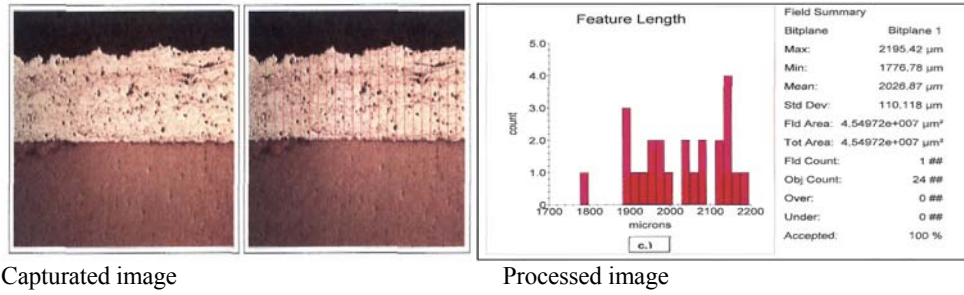 Feature Length
5.0
4.0
3.0
2.0
1.0
0
count
1700 1800 1900 2000 2100 2200
microns
c.)
Field Summary
Bitplane Bitplane 1
Max: 2195.42 µm
Min: 1776.78 µm
Mean: 2026.87 µm
Std Dev: 110.118 µm
Fld Area: 4.54972e+007 µm²
Tot Area: 4.54972e+007 µm²
Fld Count: 1 ##
Obj Count: 24 ##
Over: 0 ##
Under: 0 ##
Accepted: 100 %
Capturated image
Processed image